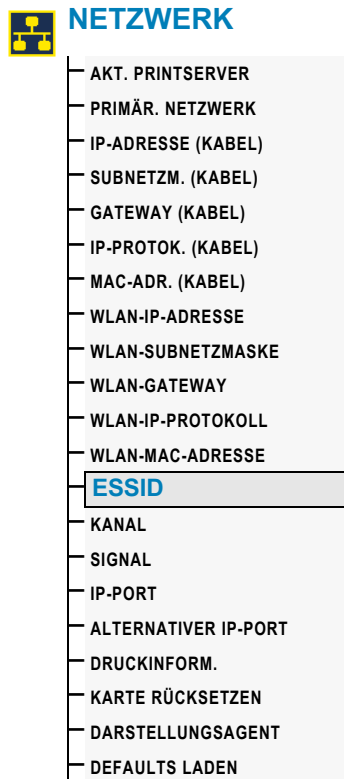 NETZWERK
AKT. PRINTSERVER
PRIMÄR. NETZWERK
IP-ADRESSE (KABEL)
SUBNETZM. (KABEL)
GATEWAY (KABEL)
IP-PROTOK. (KABEL)
MAC-ADR. (KABEL)
WLAN-IP-ADRESSE
WLAN-SUBNETZMASKE
WLAN-GATEWAY
WLAN-IP-PROTOKOLL
WLAN-MAC-ADRESSE
ESSID
KANAL
SIGNAL
IP-PORT
ALTERNATIVER IP-PORT
DRUCKINFORM.
KARTE RÜCKSETZEN
DARSTELLUNGSAGENT
DEFAULTS LADEN